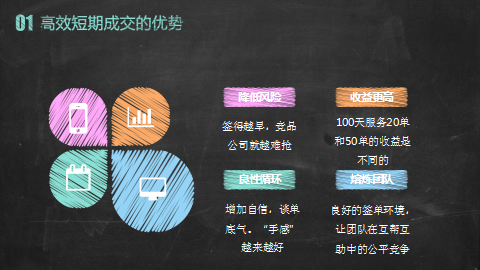 01 高效短期成交的优势
降低风险
签得越早，竞品
公司就越难抢
收益更高
100天服务20单
和50单的收益是
不同的
良性循环
增加自信，谈单
底气。“手感”
越来越好
熔炼团队
良好的签单环境，
让团队在互帮互
助中的公平竞争